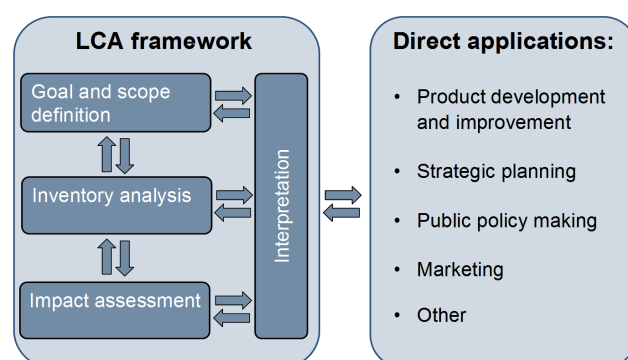 LCA framework
Goal and scope
definition
Inventory analysis
Impact assessment
Interpretation
Direct applications:
• Product development
and improvement
• Strategic planning
• Public policy making
• Marketing
• Other